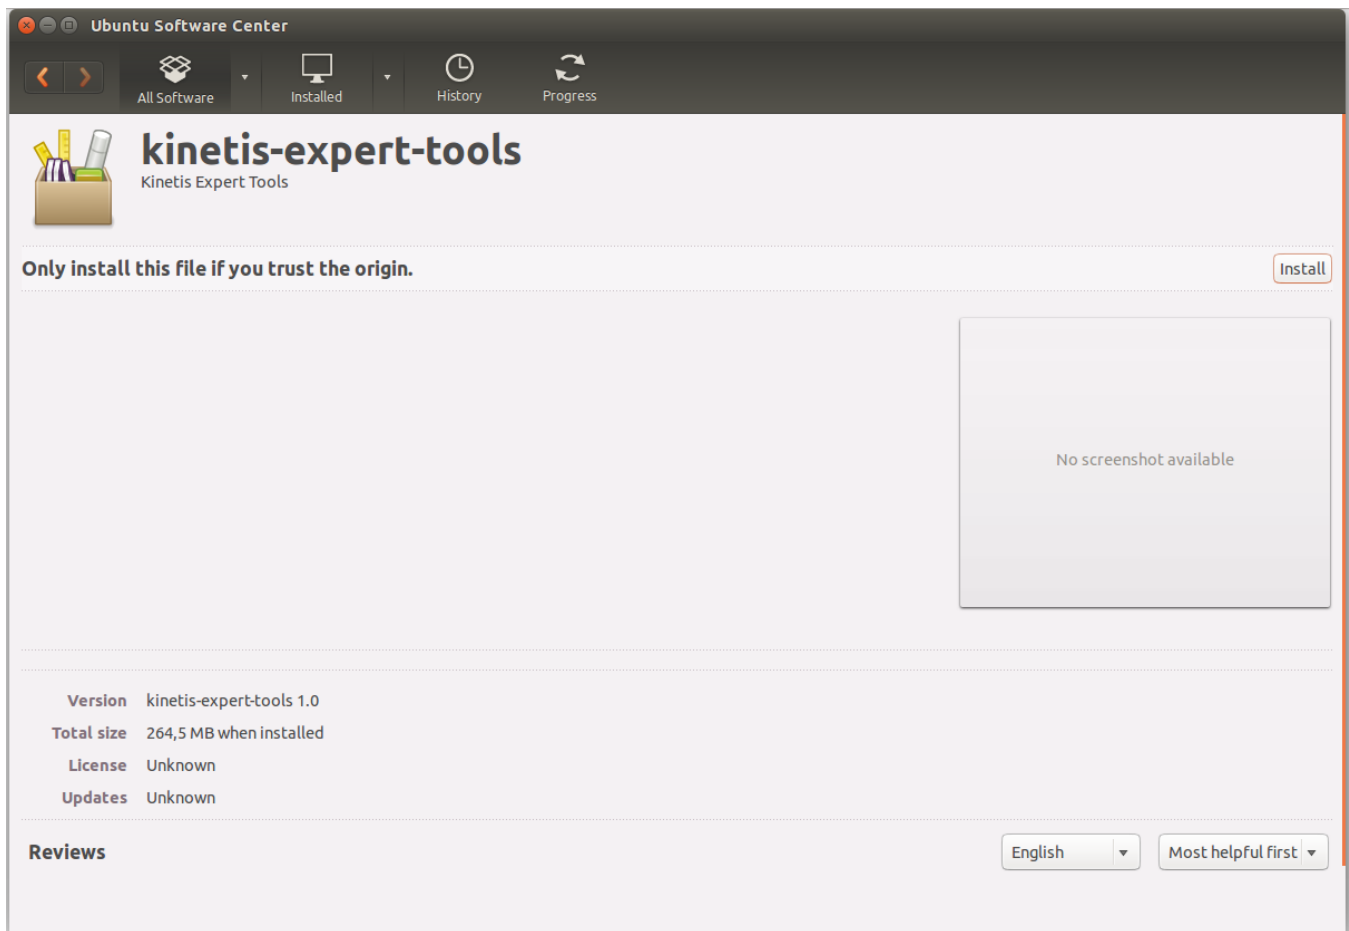 Ubuntu Software Center
All Software
Installed
History
Progress
kinetis-expert-tools
Kinetis Expert Tools
Only install this file if you trust the origin.
Install
No screenshot available
Version kinetis-expert-tools 1.0
Total size 264,5 MB when installed
License Unknown
Updates Unknown
Reviews
English
Most helpful first